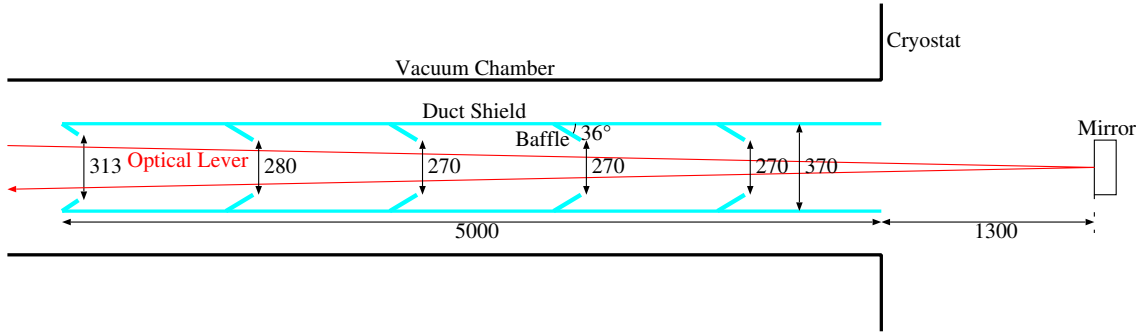 Cryostat
Vacuum Chamber
Duct Shield
Baffle
36°
Mirror
Optical Lever
313
280
270
270
270
370
5000
1300